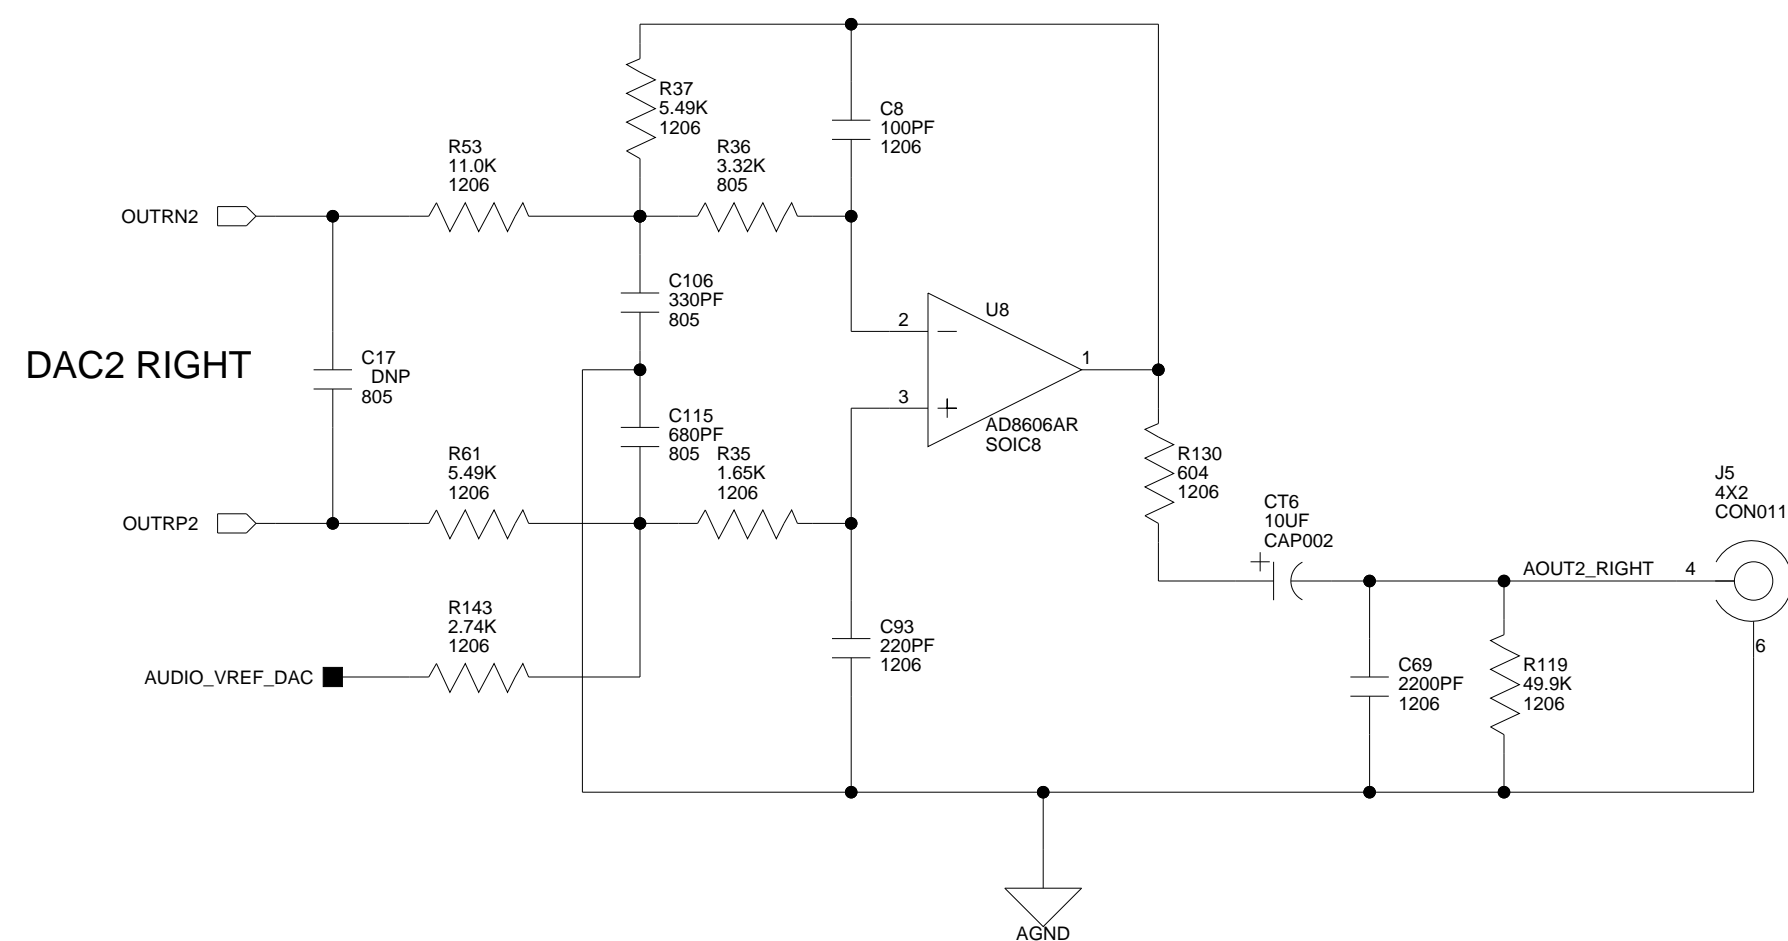 R37
5.49K
1206
C8
100PF
1206
R53
11.0K
1206
R36
3.32K
805
OUTRN2
C106
330PF
805
U8
2
3
1
AD8606AR
SOIC8
DAC2 RIGHT
C17
DNP
805
C115
680PF
805
R35
1.65K
1206
R61
5.49K
1206
OUTRP2
R130
604
1206
CT6
10UF
CAP002
J5
4X2
CON011
AOUT2_RIGHT
4
6
R143
2.74K
1206
AUDIO_VREF_DAC
C93
220PF
1206
C69
2200PF
1206
R119
49.9K
1206
AGND